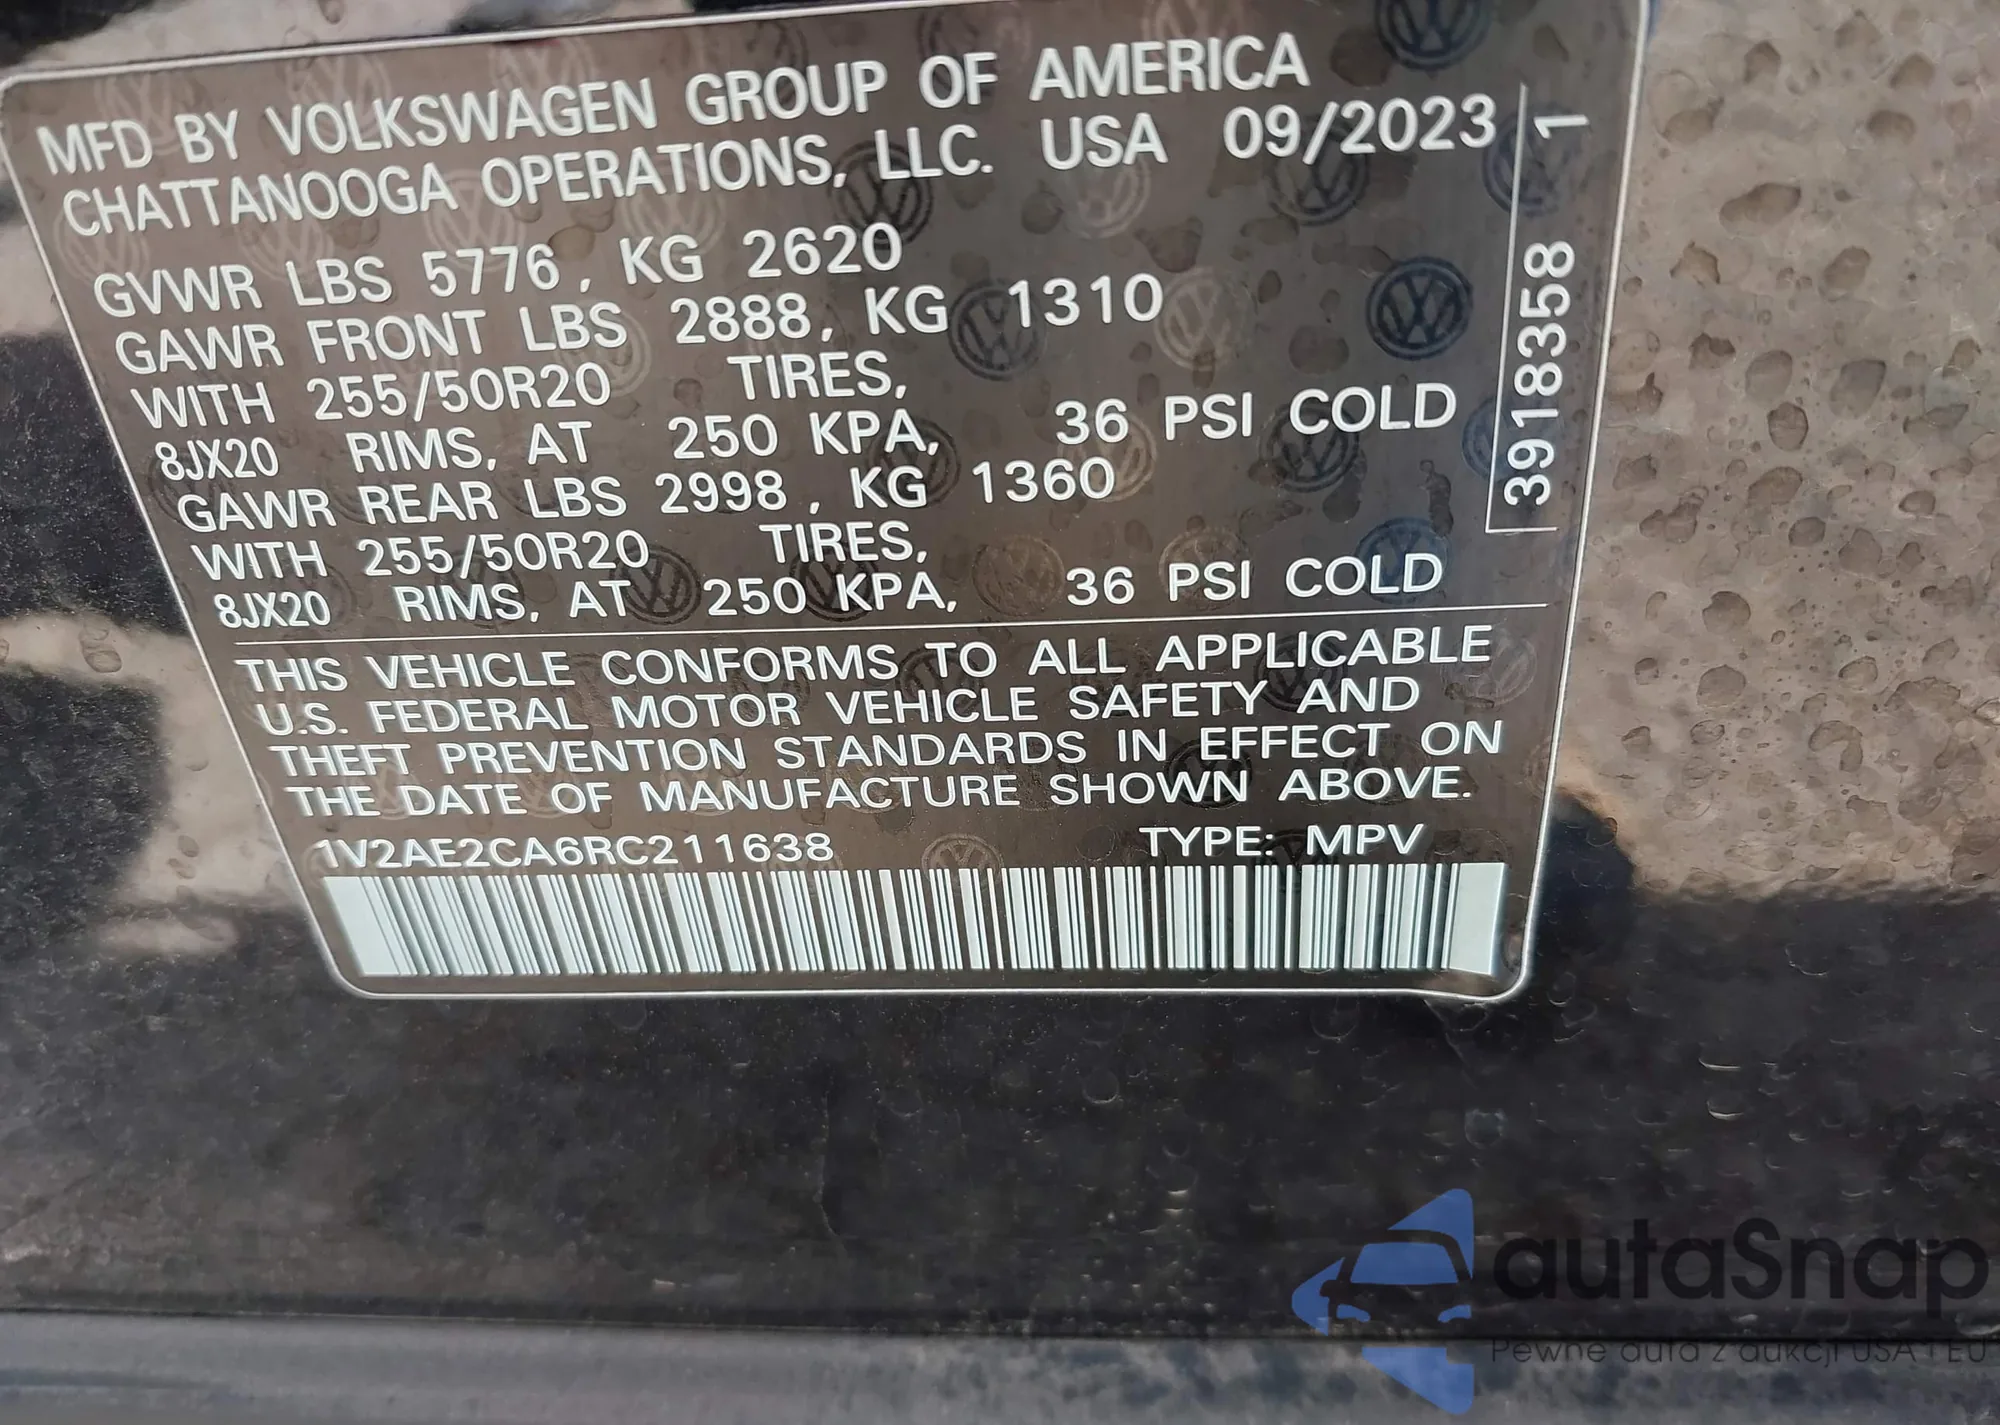 MFD BY VOLKSWAGEN GROUP OF AMERICA
CHATTANOOGA OPERATIONS, LLC. USA 09/2023
GVWR LBS 5776, KG 2620
GAWR FRONT LBS 2888, KG 1310
WITH 255/50R20 TIRES,
8JX20 RIMS, AT 250 KPA, 36 PSI COLD
GAWR REAR LBS 2998, KG 1360
WITH 255/50R20 TIRES,
8JX20 RIMS, AT 250 KPA, 36 PSI COLD
3918358 1
THIS VEHICLE CONFORMS TO ALL APPLICABLE
U.S. FEDERAL MOTOR VEHICLE SAFETY AND
THEFT PREVENTION STANDARDS IN EFFECT ON
THE DATE OF MANUFACTURE SHOWN ABOVE.
1V2AE2CA6RC211638 TYPE: MPV
autaSnap
Pewne auta z aukcji USA i EU